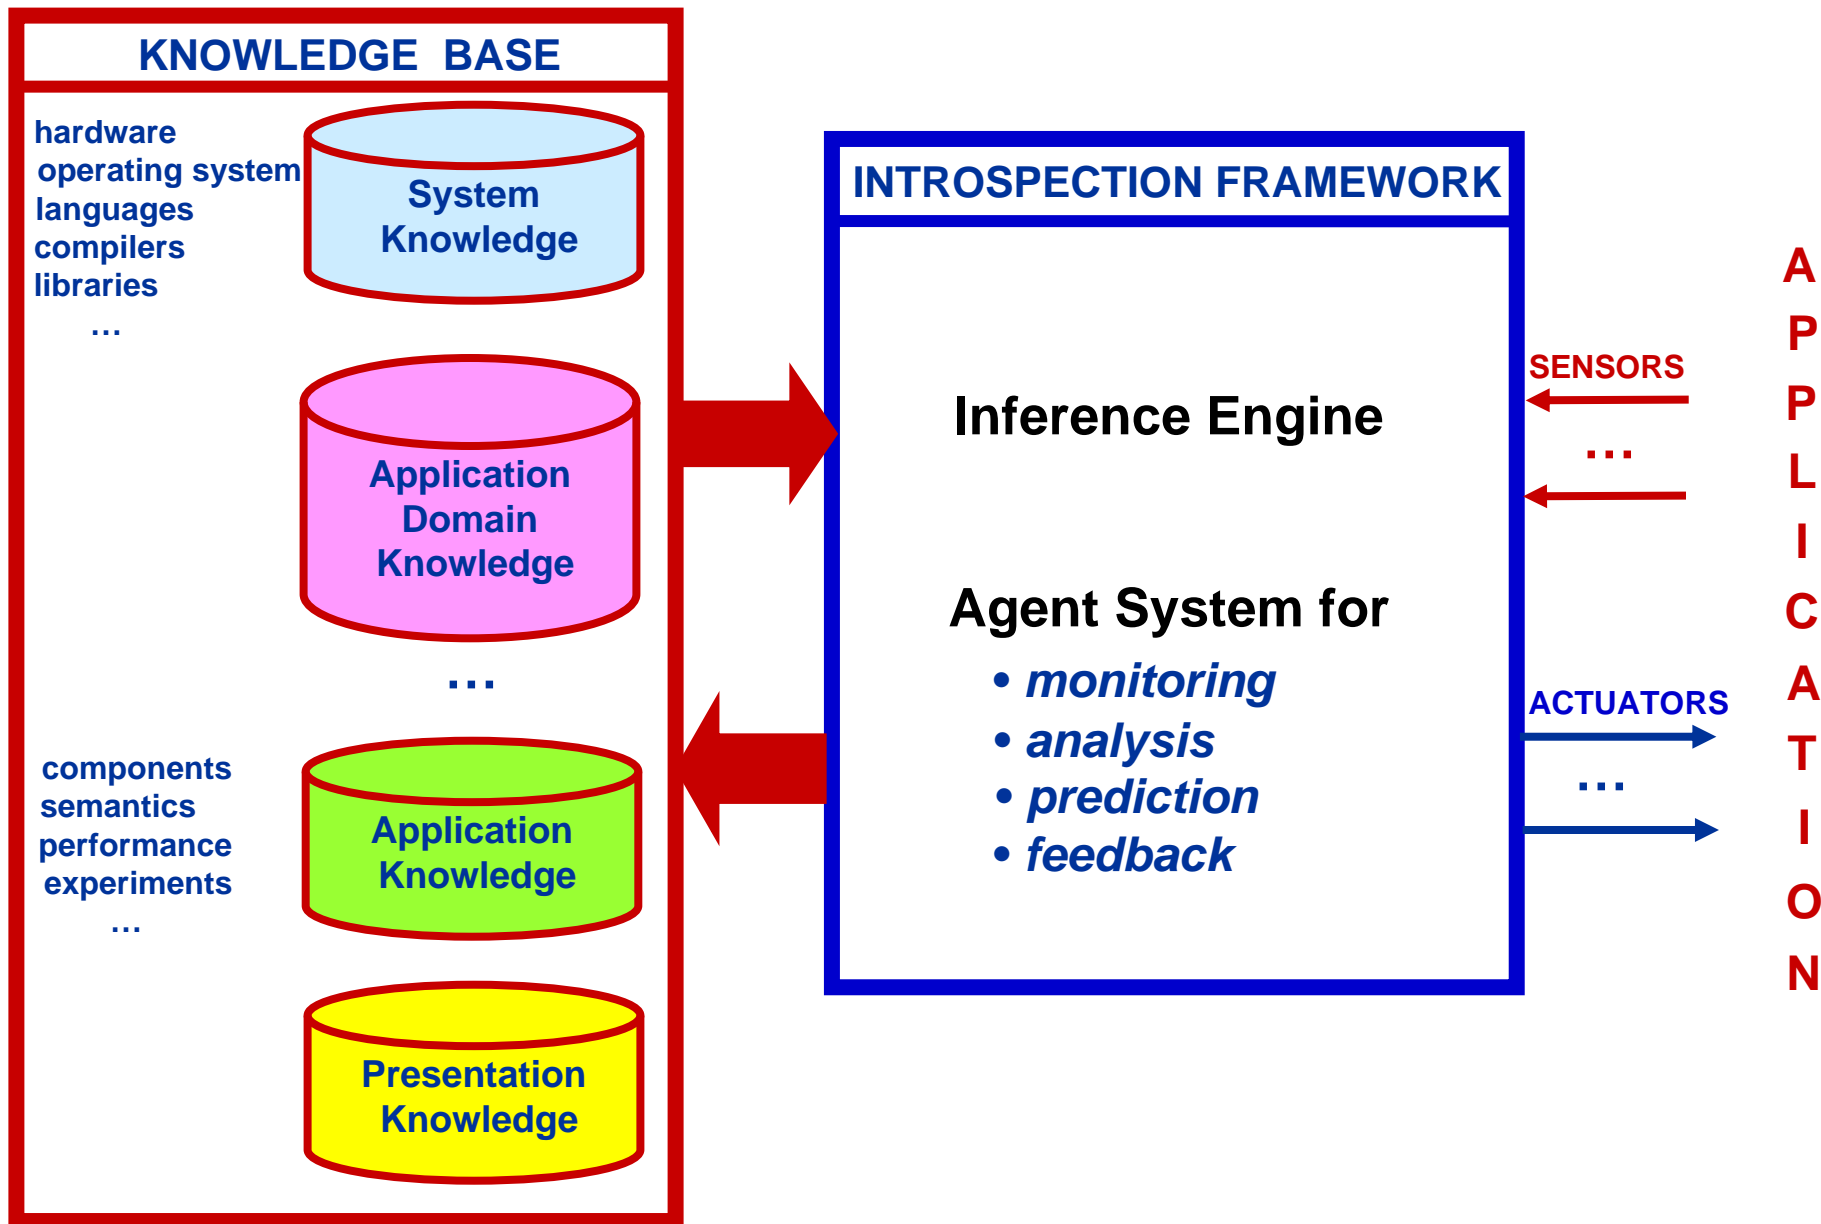 KNOWLEDGE BASE
hardware
operating system
languages
compilers
libraries
…
System
Knowledge
Application
Domain
Knowledge
…
components
semantics
performance
experiments
…
Application
Knowledge
Presentation
Knowledge
INTROSPECTION FRAMEWORK
Inference Engine
Agent System for
• monitoring
• analysis
• prediction
• feedback
SENSORS
…
ACTUATORS
…
A
P
P
L
I
C
A
T
I
O
N